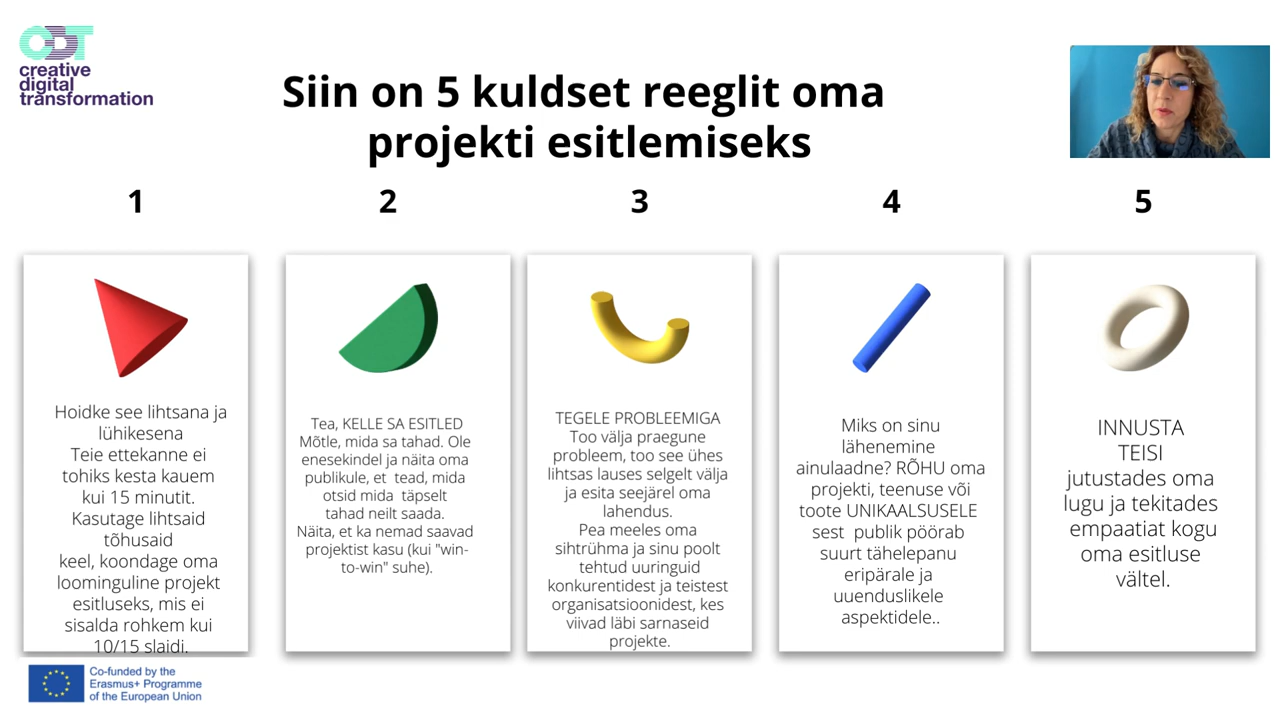 CDT
creative
digital
transformation
Siin on 5 kuldset reeglit oma
projekti esitlemiseks
1
2
3
4
5
Hoidke see lihtsana ja
lühikesena
Teie ettekanne ei
tohiks kesta kauem
kui 15 minutit.
Kasutage lihtsaid
tõhusaid
keel, koondage oma
loominguline projekt
esitluseks, mis ei
sisalda rohkem kui
10/15 slaidi.
Tea, KELLE SA ESITLED
Mõtle, mida sa tahad. Ole
enesekindel ja näita oma
publikule, et tead, mida
otsid mida täpselt
tahad neilt saada.
Näita, et ka nemad saavad
projektist kasu (kui "win-
to-win" suhe).
TEGELE PROBLEEMIGA
Too välja praegune
probleem, too see ühes
lihtsas lauses selgelt välja
ja esita seejärel oma
lahendus.
Pea meeles oma
sihtrühma ja sinu poolt
tehtud uuringuid
konkurentidest ja teistest
organisatsioonidest, kes
viivad läbi sarnaseid
projekte.
Miks on sinu
lähenemine
ainulaadne? RÕHU oma
projekti, teenuse või
toote UNIKAALSUSELE
sest publik pöörab
suurt tähelepanu
eripärale ja
uuenduslikele
aspektidele..
INNUSTA
TEISI
jutustades oma
lugu ja tekitades
empaatiat kogu
oma esitluse
vältel.
Co-funded by the
Erasmus+ Programme
of the European Union